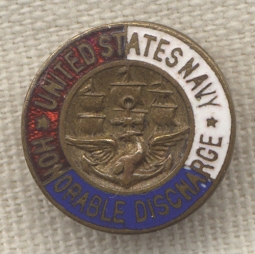 UNITED STATES NAVY
HONORABLE DISCHARGE